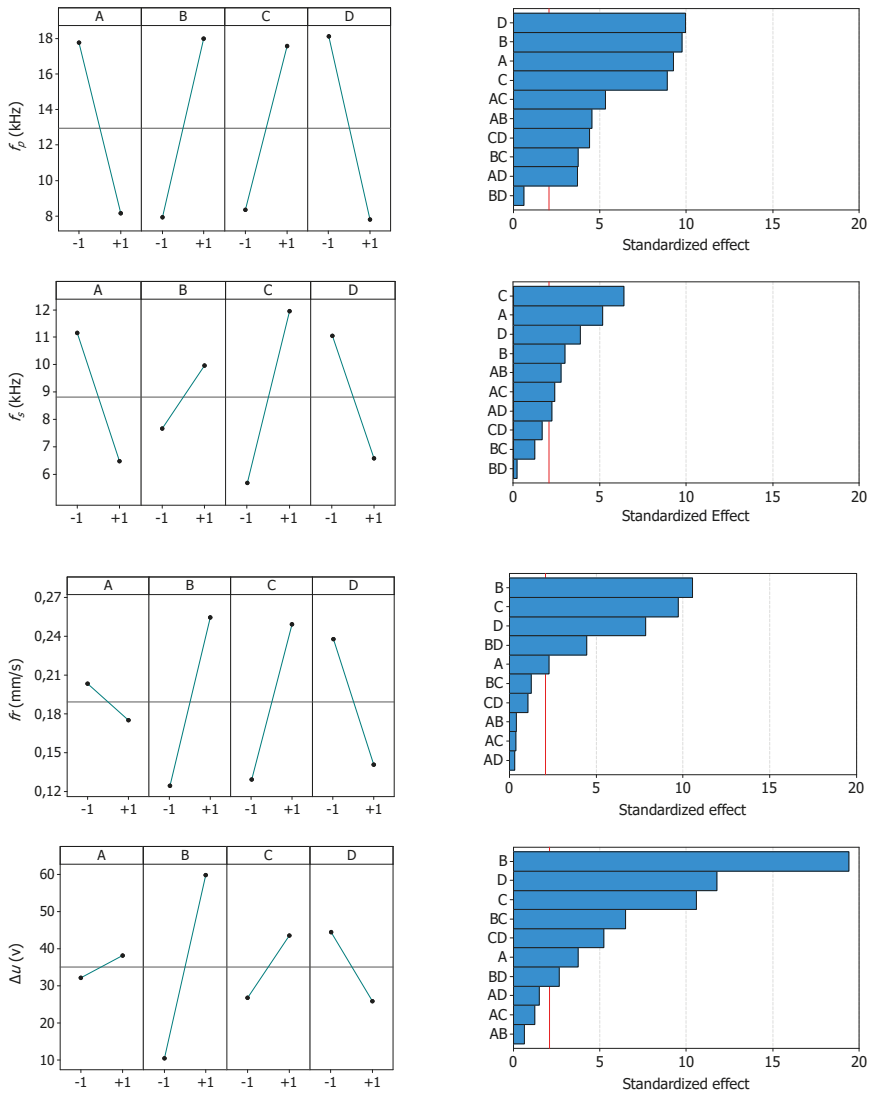 A B C D
18
16
14
12
10
8
fp (kHz)
-1 +1 -1 +1 -1 +1 -1 +1
D
B
A
C
AC
AB
CD
BC
AD
BD
0 5 10 15 20
Standardized effect
A B C D
12
11
10
9
8
7
6
fs (kHz)
-1 +1 -1 +1 -1 +1 -1 +1
C
A
D
B
AB
AC
AD
CD
BC
BD
0 5 10 15 20
Standardized Effect
A B C D
0,27
0,24
0,21
0,18
0,15
0,12
fr (mm/s)
-1 +1 -1 +1 -1 +1 -1 +1
B
C
D
BD
A
BC
CD
AB
AC
AD
0 5 10 15 20
Standardized effect
A B C D
60
50
40
30
20
10
Δu (v)
-1 +1 -1 +1 -1 +1 -1 +1
B
D
C
BC
CD
A
BD
AD
AC
AB
0 5 10 15 20
Standardized effect